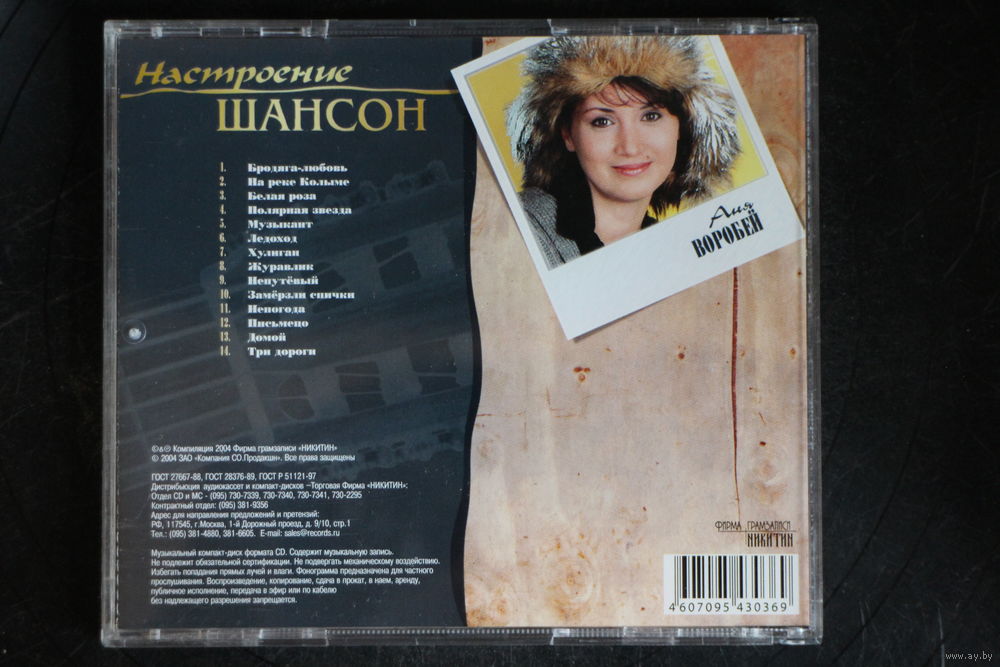 Настроение
ШАНСОН
1. Бродяга-любовь
2. На реке Колыме
3. Белая роза
4. Полярная звезда
5. Музыкант
6. Ледоход
7. Хулиган
8. Журавлик
9. Непутёвый
10. Замёрзли спички
11. Непогода
12. Письмецо
13. Домой
14. Три дороги
Аня
ВОРОБЕЙ
©&℗ Компиляция 2004 Фирма грамзаписи «НИКИТИН»
© 2004 ЗАО «Компания СО.Продакшн». Все права защищены
ГОСТ 27667-88, ГОСТ 28376-89, ГОСТ Р 51121-97
Дистрибьюция аудиокассет и компакт-дисков –Торговая Фирма «НИКИТИН»:
Отдел CD и МС - (095) 730-7339, 730-7340, 730-7341, 730-2295
Контрактный отдел: (095) 381-9356
Адрес для направления предложений и претензий:
РФ, 117545, г.Москва, 1-й Дорожный проезд, д. 9/10, стр.1
Тел.: (095) 381-4880, 381-6605. E-mail: sales@records.ru
Музыкальный компакт-диск формата CD. Содержит музыкальную запись.
Не подлежит обязательной сертификации. Не подвергать механическому воздействию.
Избегать попадания прямых лучей и влаги. Фонограмма предназначена для частного
прослушивания. Воспроизведение, копирование, сдача в прокат, в наем, аренду,
публичное исполнение, передача в эфир или по кабелю
без надлежащего разрешения запрещается.
ФИРМА ГРАМЗАПИСИ
НИКИТИН
4 607095 430369
www.ay.by